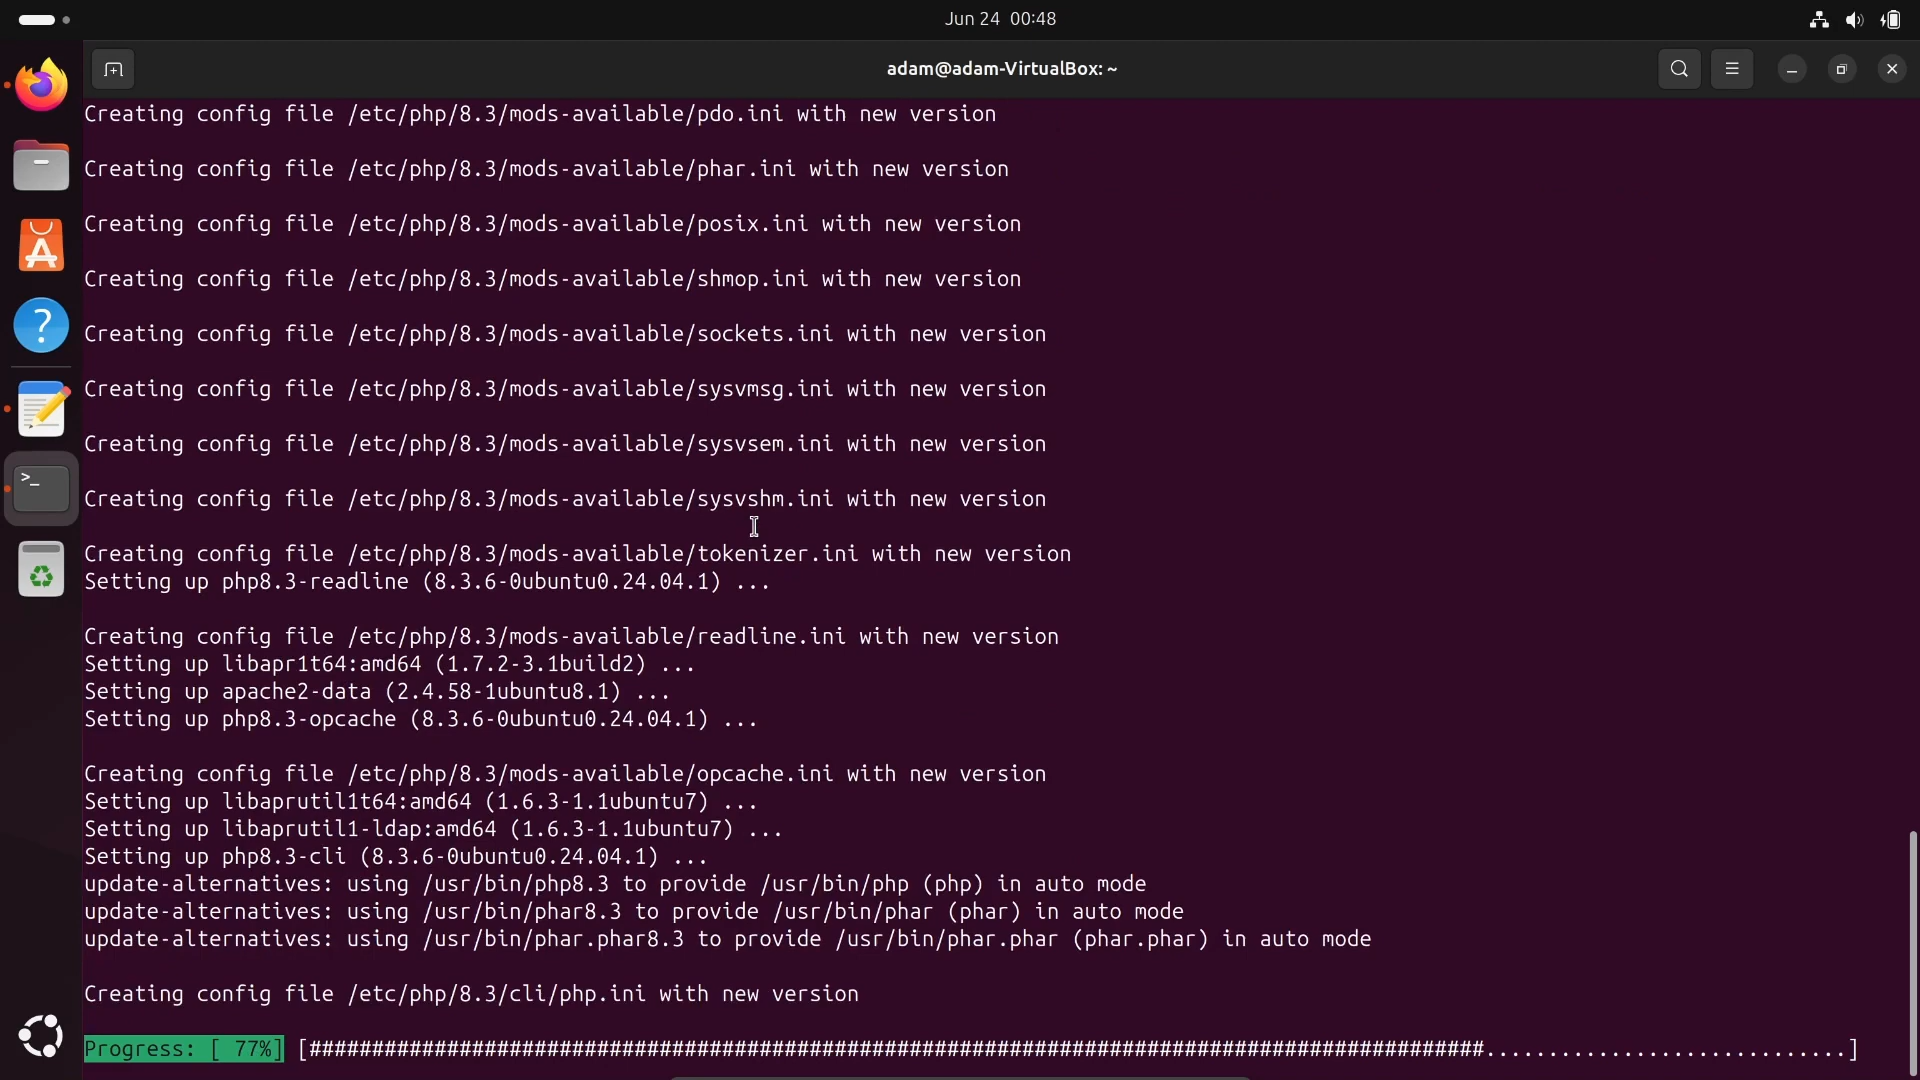 Jun 24 00:48
adam@adam-VirtualBox: ~
Creating config file /etc/php/8.3/mods-available/pdo.ini with new version
Creating config file /etc/php/8.3/mods-available/phar.ini with new version
Creating config file /etc/php/8.3/mods-available/posix.ini with new version
Creating config file /etc/php/8.3/mods-available/shmop.ini with new version
Creating config file /etc/php/8.3/mods-available/sockets.ini with new version
Creating config file /etc/php/8.3/mods-available/sysvmsg.ini with new version
Creating config file /etc/php/8.3/mods-available/sysvsem.ini with new version
Creating config file /etc/php/8.3/mods-available/sysvshm.ini with new version
Creating config file /etc/php/8.3/mods-available/tokenizer.ini with new version
Setting up php8.3-readline (8.3.6-0ubuntu0.24.04.1) ...
Creating config file /etc/php/8.3/mods-available/readline.ini with new version
Setting up libapr1t64:amd64 (1.7.2-3.1build2) ...
Setting up apache2-data (2.4.58-1ubuntu8.1) ...
Setting up php8.3-opcache (8.3.6-0ubuntu0.24.04.1) ...
Creating config file /etc/php/8.3/mods-available/opcache.ini with new version
Setting up libaprutil1t64:amd64 (1.6.3-1.1ubuntu7) ...
Setting up libaprutil1-ldap:amd64 (1.6.3-1.1ubuntu7) ...
Setting up php8.3-cli (8.3.6-0ubuntu0.24.04.1) ...
update-alternatives: using /usr/bin/php8.3 to provide /usr/bin/php (php) in auto mode
update-alternatives: using /usr/bin/phar8.3 to provide /usr/bin/phar (phar) in auto mode
update-alternatives: using /usr/bin/phar.phar8.3 to provide /usr/bin/phar.phar (phar.phar) in auto mode
Creating config file /etc/php/8.3/cli/php.ini with new version
Progress: [ 77%] [##############################################################################################.............................]